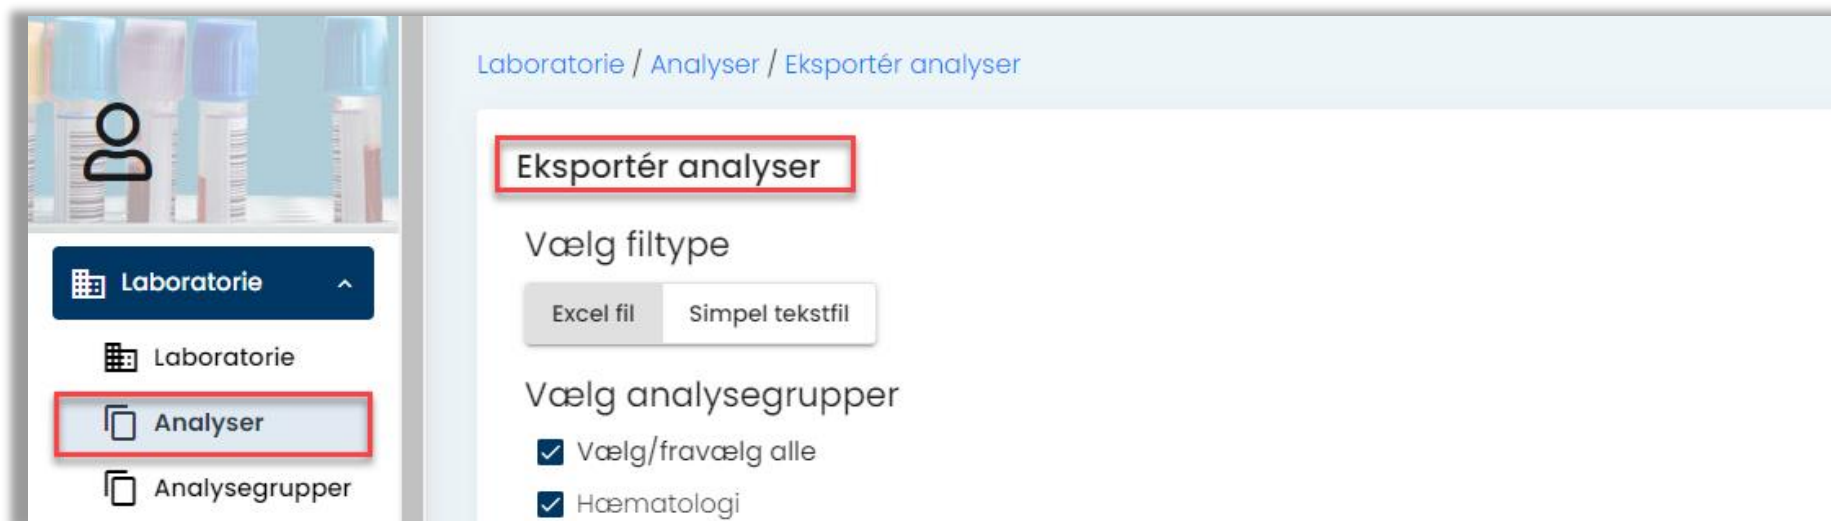 Laboratorie / Analyser / Eksportér analyser
Eksportér analyser
Vælg filtype
Excel fil
Simpel tekstfil
Vælg analysegrupper
Vælg/fravælg alle
Hæmatologi
Laboratorie
Laboratorie
Analyser
Analysegrupper